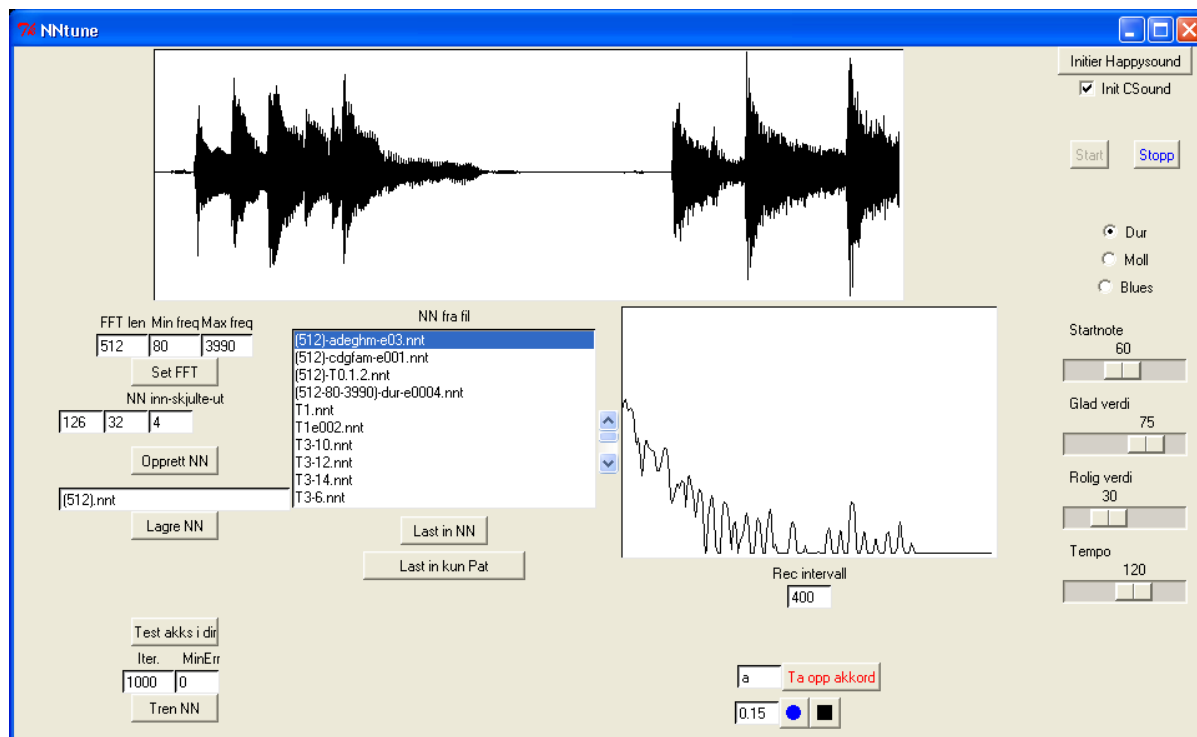 NNtune
Initier Happysound
Init CSound
Start Stopp
Dur
Moll
Blues
FFT len Min freq Max freq
512 80 3990
Set FFT
NN inn-skjulte-ut
126 32 4
Opprett NN
(512).nnt
Lagre NN
NN fra fil
(512)-adeghm-e03.nnt
(512)-cdgfam-e001.nnt
(512)-T0.1.2.nnt
(512-80-3990)-dur-e0004.nnt
T1.nnt
T1e002.nnt
T3-10.nnt
T3-12.nnt
T3-14.nnt
T3-6.nnt
Last in NN
Last in kun Pat
Rec intervall
400
Startnote
60
Glad verdi
75
Rolig verdi
30
Tempo
120
Test akks i dir
Iter. MinErr
1000 0
Tren NN
a Ta opp akkord
0.15